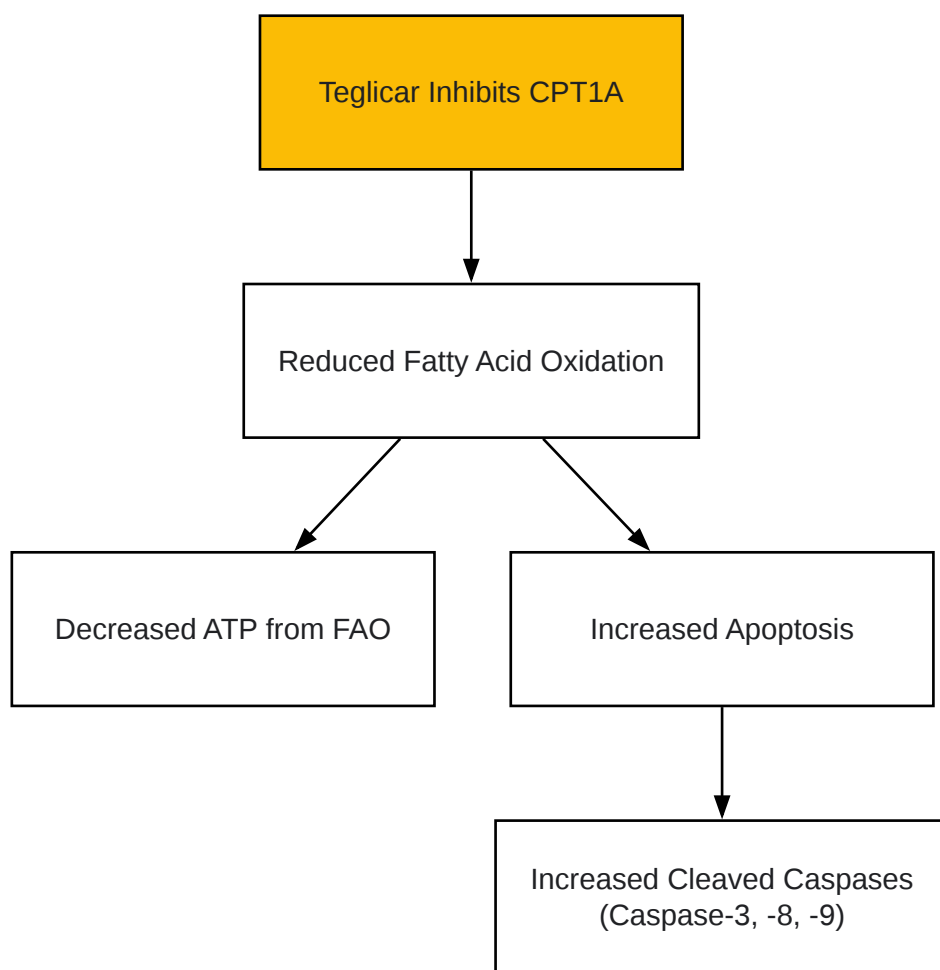 Teglicar Inhibits CPT1A
Reduced Fatty Acid Oxidation
Decreased ATP from FAO
Increased Apoptosis
Increased Cleaved Caspases
(Caspase-3, -8, -9)